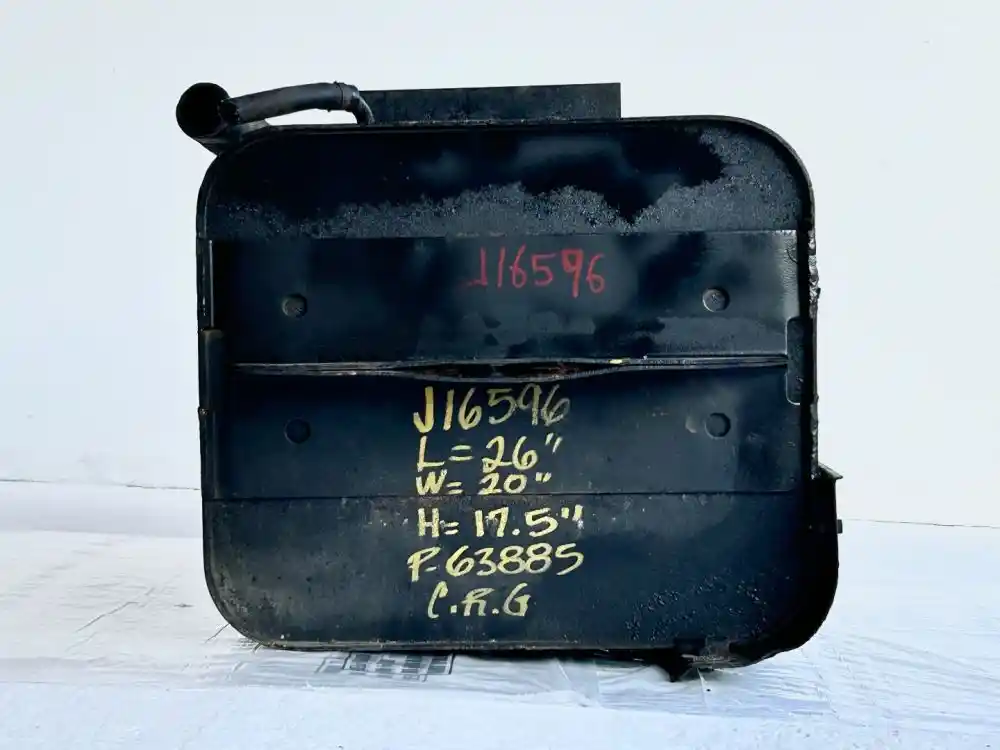 J16596
J16596
L= 26"
W= 20"
H= 17.5"
P-63885
C.R.G